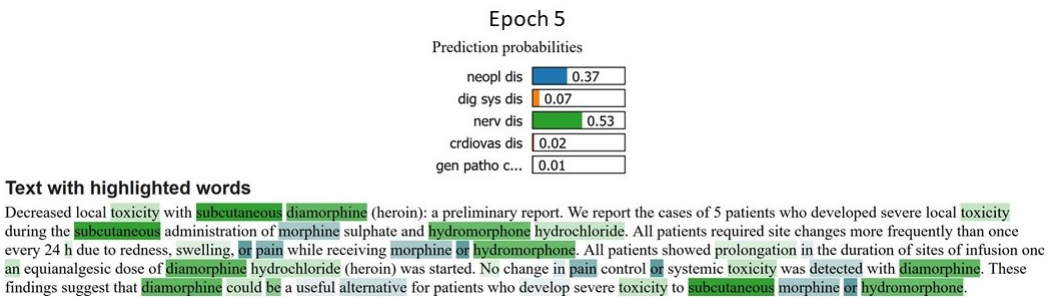 Epoch 5
Prediction probabilities
neopl dis 0.37
dig sys dis 0.07
nerv dis 0.53
crdiovas dis 0.02
gen patho c... 0.01
Text with highlighted words
Decreased local toxicity with subcutaneous diamorphine (heroin): a preliminary report. We report the cases of 5 patients who developed severe local toxicity
during the subcutaneous administration of morphine sulphate and hydromorphone hydrochloride. All patients required site changes more frequently than once
every 24 h due to redness, swelling, or pain while receiving morphine or hydromorphone. All patients showed prolongation in the duration of sites of infusion onc
an equianalgesic dose of diamorphine hydrochloride (heroin) was started. No change in pain control or systemic toxicity was detected with diamorphine. These
findings suggest that diamorphine could be a useful alternative for patients who develop severe toxicity to subcutaneous morphine or hydromorphone.